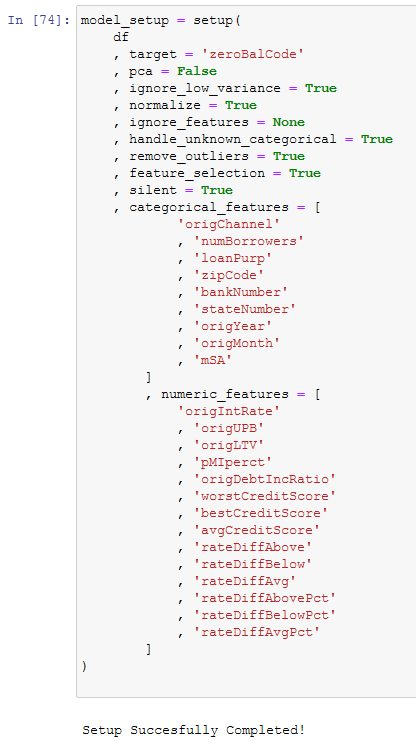 In [74]: model_setup = setup(
df
, target = 'zeroBalCode'
, pca = False
, ignore_low_variance = True
, normalize = True
, ignore_features = None
, handle_unknown_categorical = True
, remove_outliers = True
, feature_selection = True
, silent = True
, categorical_features = [
'origChannel'
, 'numBorrowers'
, 'loanPurp'
, 'zipCode'
, 'bankNumber'
, 'stateNumber'
, 'origYear'
, 'origMonth'
, 'mSA'
]
, numeric_features = [
'origIntRate'
, 'origUPB'
, 'origLTV'
, 'pMIperct'
, 'origDebtIncRatio'
, 'worstCreditScore'
, 'bestCreditScore'
, 'avgCreditScore'
, 'rateDiffAbove'
, 'rateDiffBelow'
, 'rateDiffAvg'
, 'rateDiffAbovePct'
, 'rateDiffBelowPct'
, 'rateDiffAvgPct'
]
)
Setup Succesfully Completed!